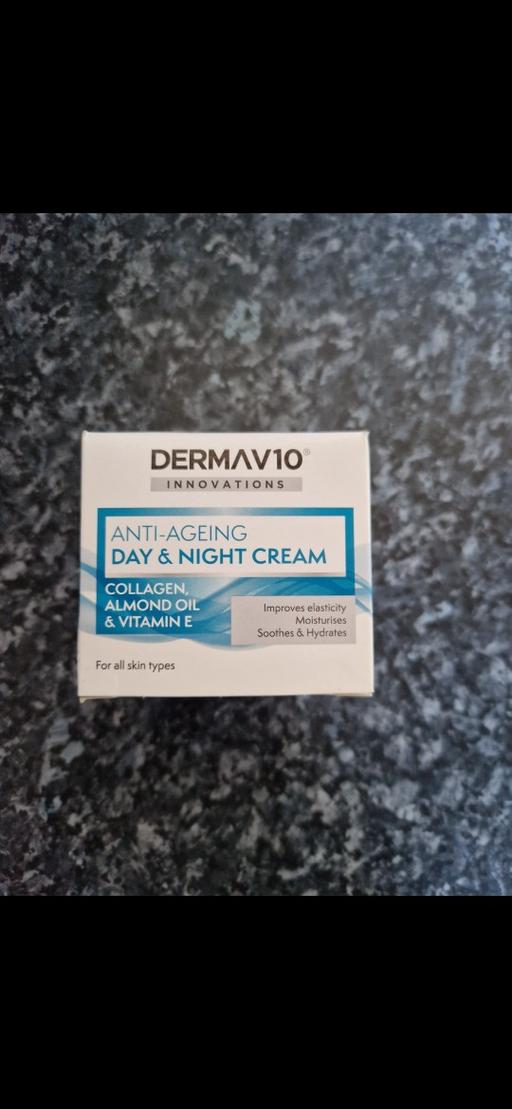 DERMAV10®
INNOVATIONS
ANTI-AGEING
DAY & NIGHT CREAM
COLLAGEN,
ALMOND OIL
& VITAMIN E
Improves elasticity
Moisturises
Soothes & Hydrates
For all skin types